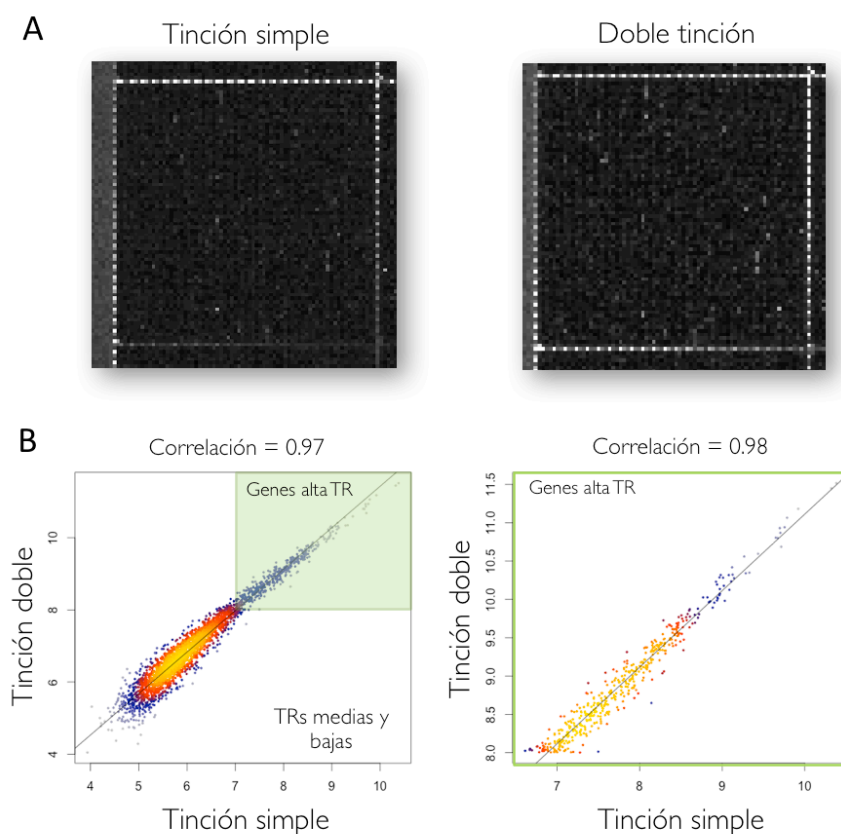 A
Tinción simple
Doble tinción
B
Correlación = 0.97
Genes alta TR
TRs medias y
bajas
Tinción doble
4
6
8
10
4
5
6
7
8
9
10
Tinción simple
Correlación = 0.98
Genes alta TR
Tinción doble
11.5
11.0
10.5
10.0
9.5
9.0
8.5
8.0
7
8
9
10
Tinción simple